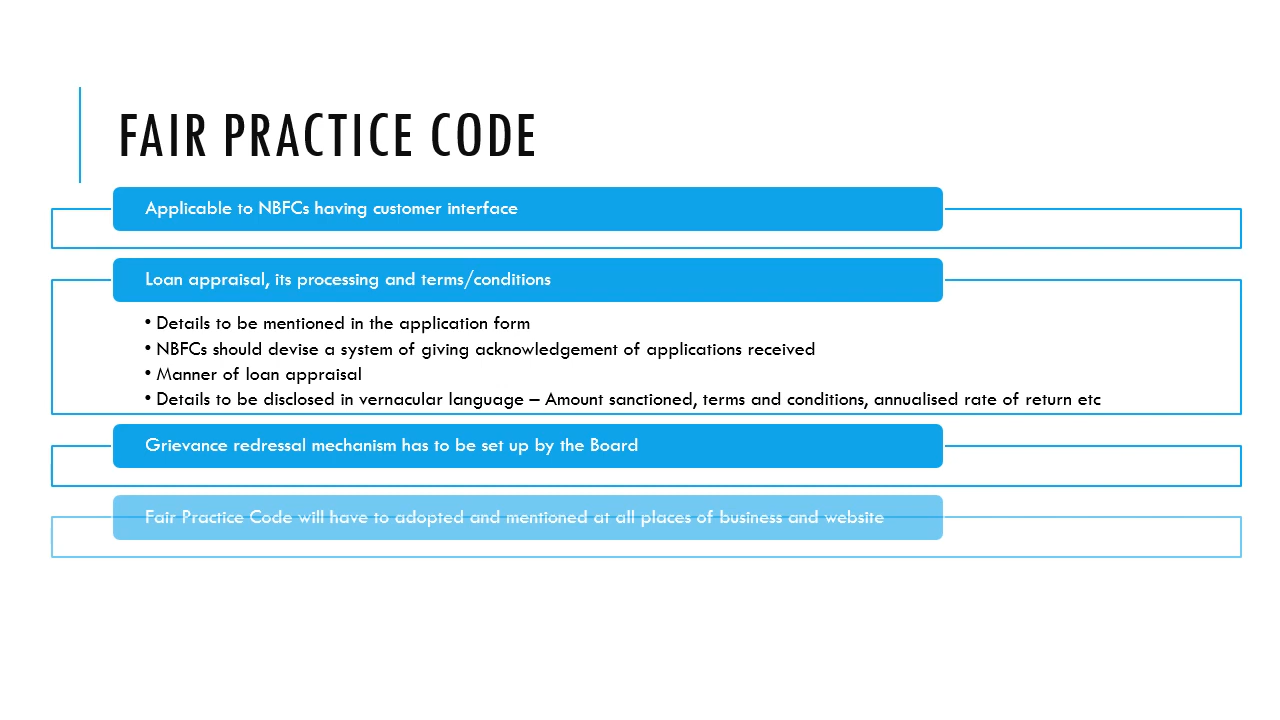 FAIR PRACTICE CODE
Applicable to NBFCs having customer interface
Loan appraisal, its processing and terms/conditions
• Details to be mentioned in the application form
• NBFCs should devise a system of giving acknowledgement of applications received
• Manner of loan appraisal
• Details to be disclosed in vernacular language – Amount sanctioned, terms and conditions, annualised rate of return etc
Grievance redressal mechanism has to be set up by the Board
Fair Practice Code will have to adopted and mentioned at all places of business and website